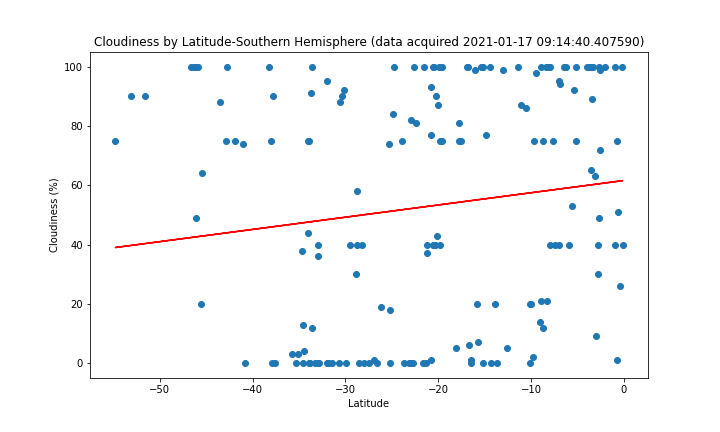 Cloudiness by Latitude-Southern Hemisphere (data acquired 2021-01-17 09:14:40.407590)
100
80
60
40
20
0
Cloudiness (%)
−50 −40 −30 −20 −10 0
Latitude